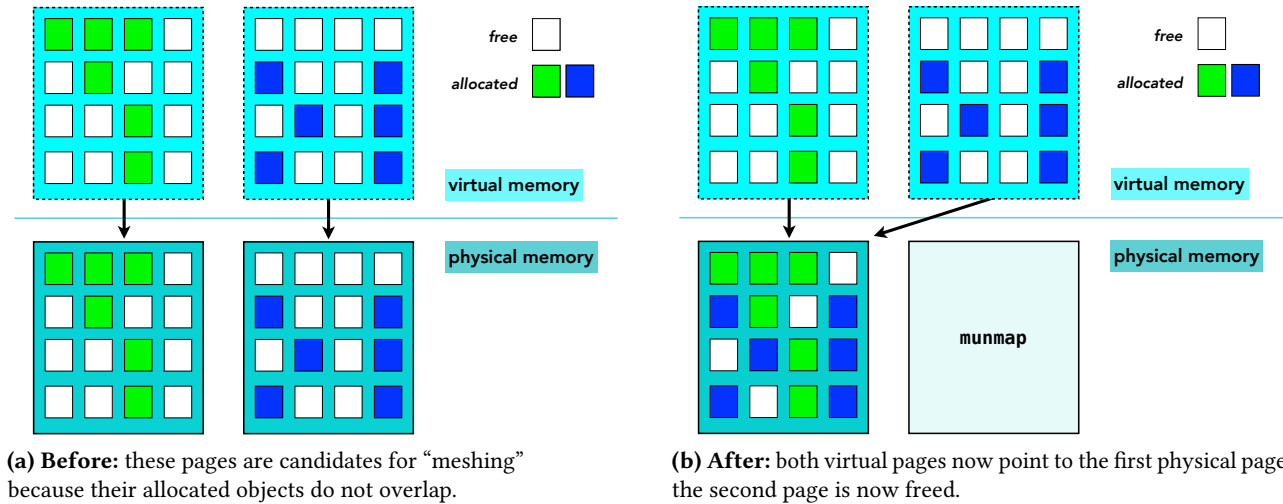 free
allocated
virtual memory
physical memory
(a) Before: these pages are candidates for “meshing”
because their allocated objects do not overlap.
free
allocated
virtual memory
physical memory
munmap
(b) After: both virtual pages now point to the first physical page
the second page is now freed.